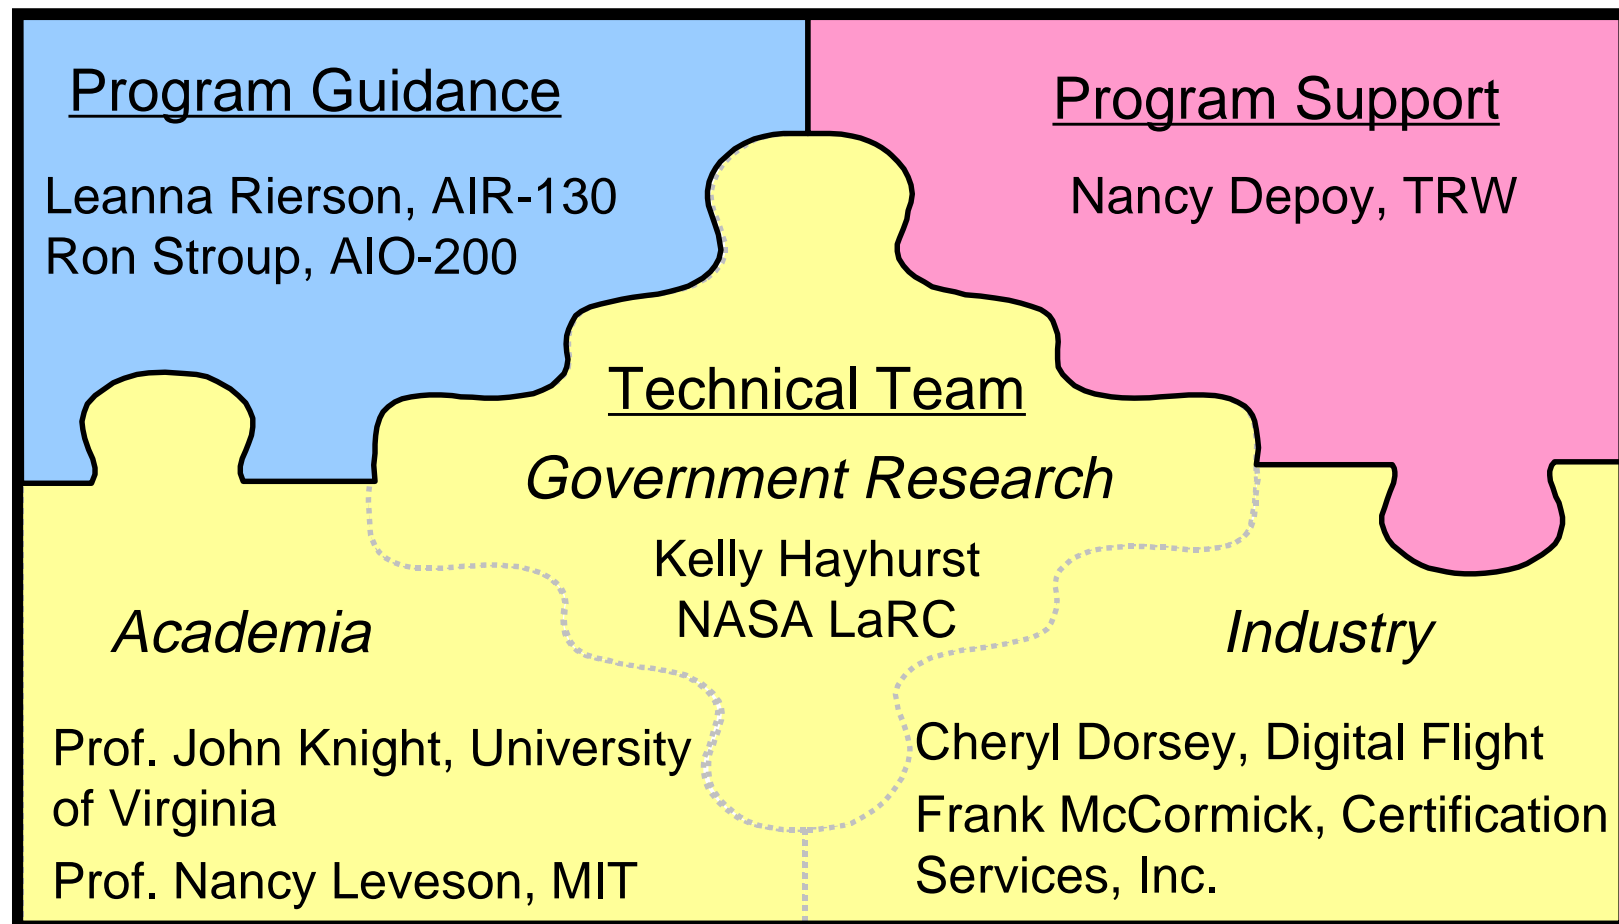 Program Guidance
Leanna Rierson, AIR-130
Ron Stroup, AIO-200
Program Support
Nancy Depoy, TRW
Technical Team
Government Research
Kelly Hayhurst
NASA LaRC
Academia
Prof. John Knight, University
of Virginia
Prof. Nancy Leveson, MIT
Industry
Cheryl Dorsey, Digital Flight
Frank McCormick, Certification
Services, Inc.